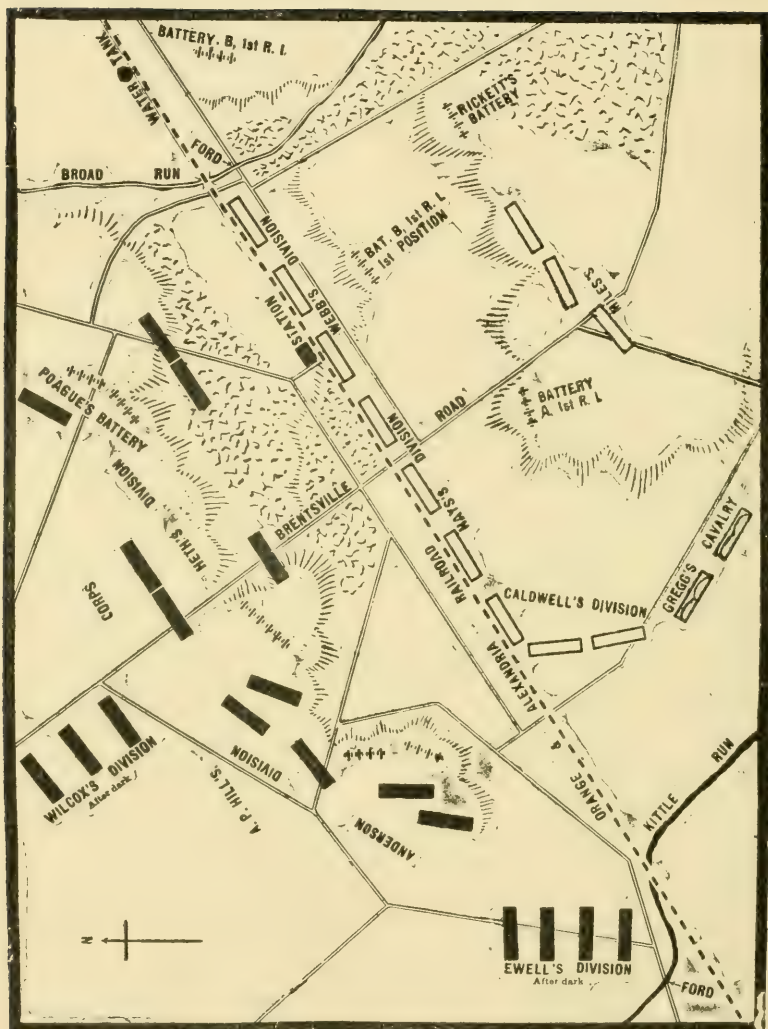 BATTERY. B, 1st R. I.
WATER TANK
RICKETT'S
BATTERY
FORD
BROAD RUN
DIVISION
WEBB'S
STATION
BAT. B, 1st R. I.
1st POSITION
MILES'S
POAGUE'S BATTERY
ROAD
BATTERY
A. 1st R. I.
DIVISION
HAYS'S
HETH'S
DIVISION
BRENTSVILLE
CORPS
RAILROAD
CALDWELL'S DIVISION
GREGG'S CAVALRY
ALEXANDRIA
&
ORANGE
WILCOX'S DIVISION
After dark
A. P. HILL'S
DIVISION
ANDERSON
KITTLE RUN
N
EWELL'S DIVISION
After dark
FORD